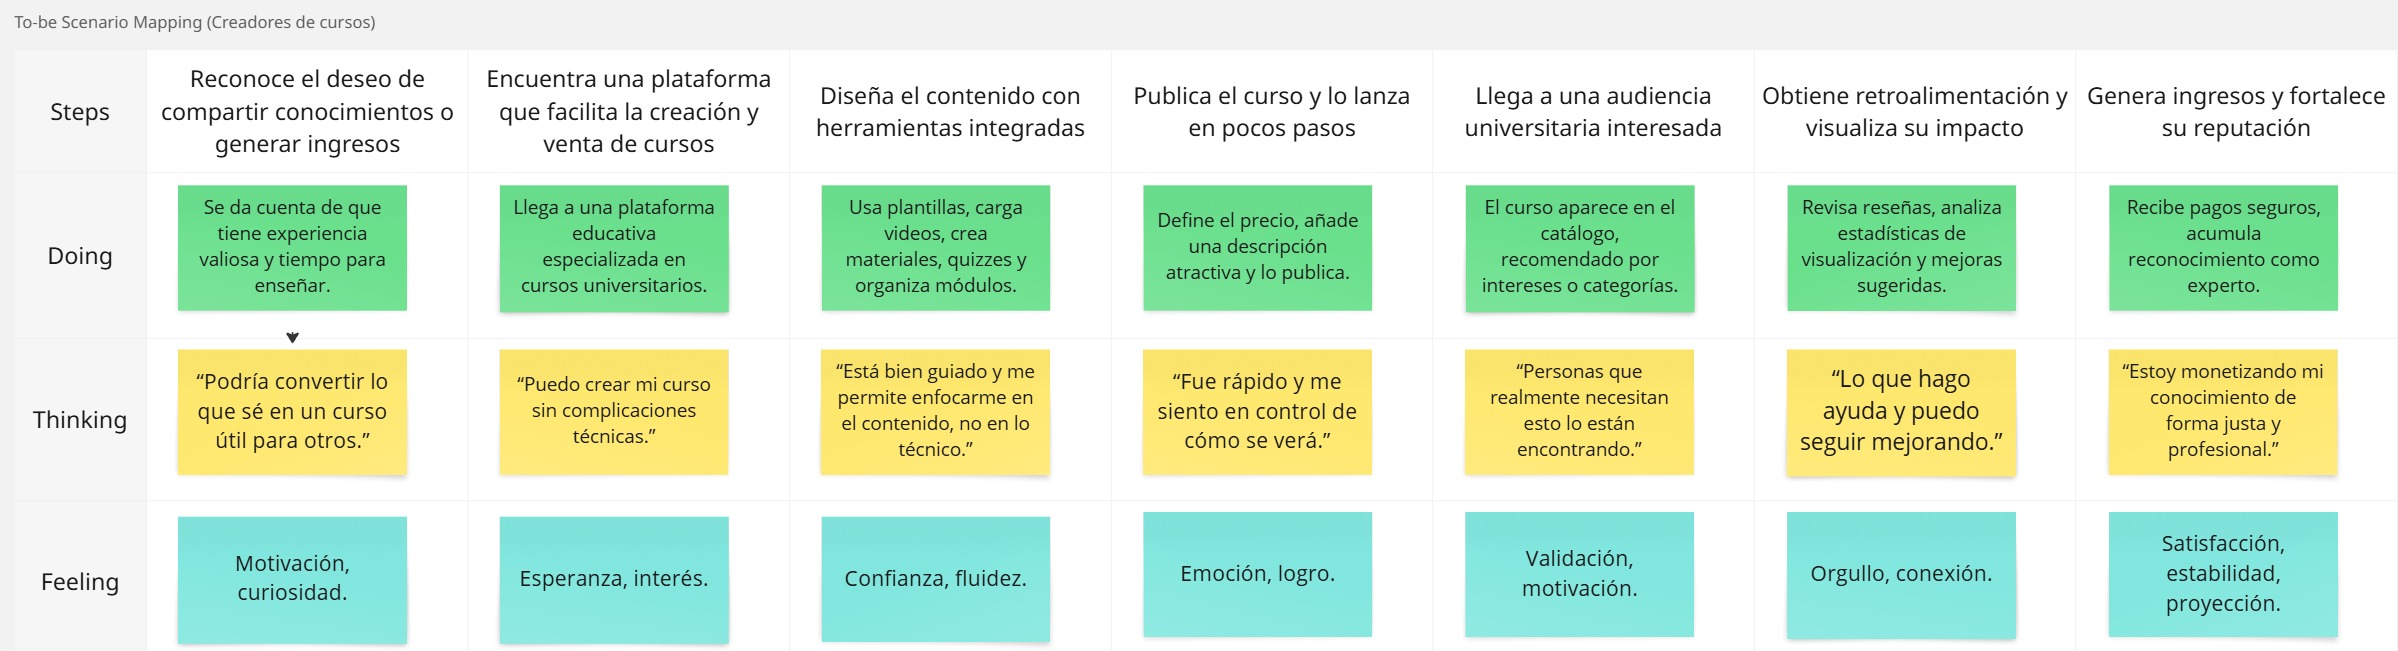 To-be Scenario Mapping (Creadores de cursos)
Steps
Reconoce el deseo de
compartir conocimientos o
generar ingresos
Encuentra una plataforma
que facilita la creación y
venta de cursos
Diseña el contenido con
herramientas integradas
Publica el curso y lo lanza
en pocos pasos
Llega a una audiencia
universitaria interesada
Obtiene retroalimentación y
visualiza su impacto
Genera ingresos y fortalece
su reputación
Doing
Se da cuenta de que
tiene experiencia
valiosa y tiempo para
enseñar.
Llega a una plataforma
educativa
especializada en
cursos universitarios.
Usa plantillas, carga
videos, crea
materiales, quizzes y
organiza módulos.
Define el precio, añade
una descripción
atractiva y lo publica.
El curso aparece en el
catálogo,
recomendado por
intereses o categorías.
Revisa reseñas, analiza
estadísticas de
visualización y mejoras
sugeridas.
Recibe pagos seguros,
acumula
reconocimiento como
experto.
Thinking
“Podría convertir lo
que sé en un curso
útil para otros.”
“Puedo crear mi curso
sin complicaciones
técnicas.”
“Está bien guiado y me
permite enfocarme en
el contenido, no en lo
técnico.”
“Fue rápido y me
siento en control de
cómo se verá.”
“Personas que
realmente necesitan
esto lo están
encontrando.”
“Lo que hago
ayuda y puedo
seguir mejorando.”
“Estoy monetizando mi
conocimiento de
forma justa y
profesional.”
Feeling
Motivación,
curiosidad.
Esperanza, interés.
Confianza, fluidez.
Emoción, logro.
Validación,
motivación.
Orgullo, conexión.
Satisfacción,
estabilidad,
proyección.